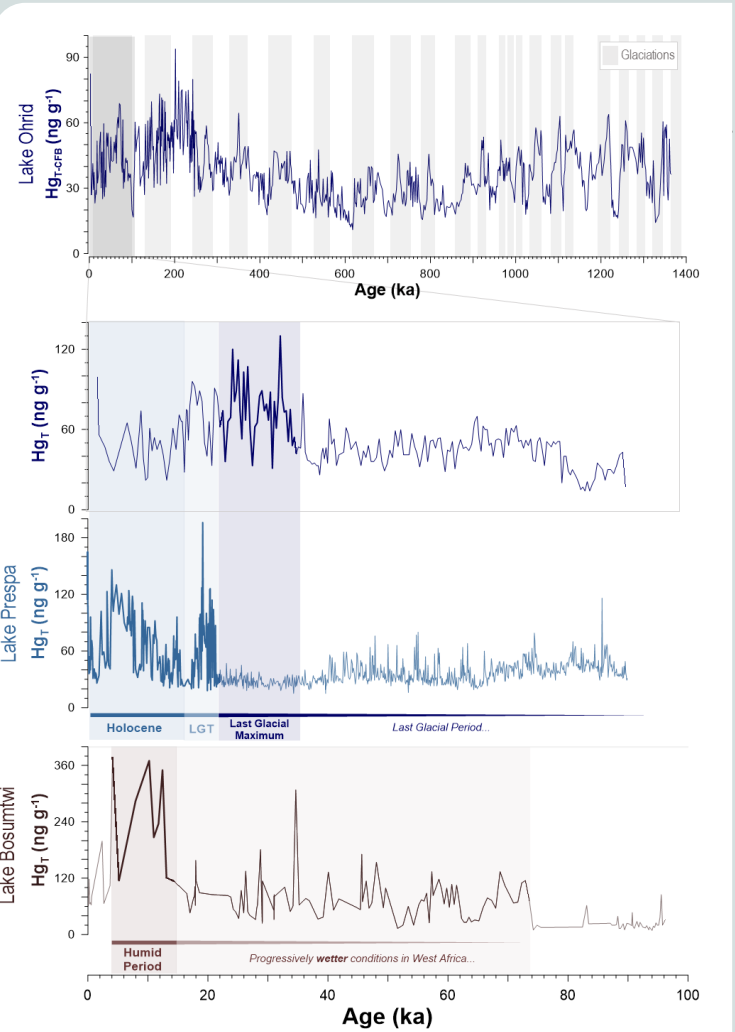 Lake Ohrid
HgT-CFB (ng g-1)
90
60
30
0
Glaciations
0 200 400 600 800 1000 1200 1400
Age (ka)
HgT (ng g-1)
120
60
0
Lake Prespa
HgT (ng g-1)
180
120
60
0
Holocene LGT Last Glacial Maximum Last Glacial Period...
Lake Bosumtwi
HgT (ng g-1)
360
240
120
0
Humid Period Progressively wetter conditions in West Africa...
0 20 40 60 80 100
Age (ka)